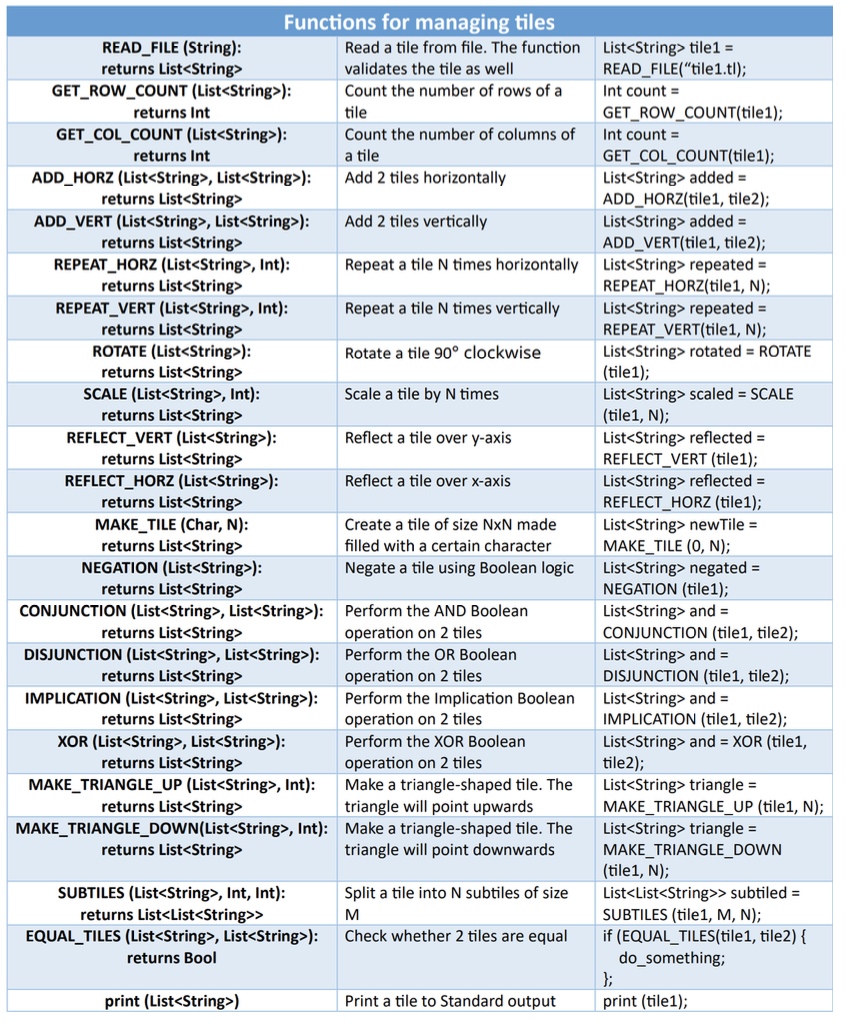 Functions for managing tiles
READ_FILE (String):
returns List<String>
Read a tile from file. The function
validates the tile as well
List<String> tile1 =
READ_FILE(“tile1.tl);
GET_ROW_COUNT (List<String>):
returns Int
Count the number of rows of a
tile
Int count =
GET_ROW_COUNT(tile1);
GET_COL_COUNT (List<String>):
returns Int
Count the number of columns of
a tile
Int count =
GET_COL_COUNT(tile1);
ADD_HORZ (List<String>, List<String>):
returns List<String>
Add 2 tiles horizontally
List<String> added =
ADD_HORZ(tile1, tile2);
ADD_VERT (List<String>, List<String>):
returns List<String>
Add 2 tiles vertically
List<String> added =
ADD_VERT(tile1, tile2);
REPEAT_HORZ (List<String>, Int):
returns List<String>
Repeat a tile N times horizontally
List<String> repeated =
REPEAT_HORZ(tile1, N);
REPEAT_VERT (List<String>, Int):
returns List<String>
Repeat a tile N times vertically
List<String> repeated =
REPEAT_VERT(tile1, N);
ROTATE (List<String>):
returns List<String>
Rotate a tile 90° clockwise
List<String> rotated = ROTATE
(tile1);
SCALE (List<String>, Int):
returns List<String>
Scale a tile by N times
List<String> scaled = SCALE
(tile1, N);
REFLECT_VERT (List<String>):
returns List<String>
Reflect a tile over y-axis
List<String> reflected =
REFLECT_VERT (tile1);
REFLECT_HORZ (List<String>):
returns List<String>
Reflect a tile over x-axis
List<String> reflected =
REFLECT_HORZ (tile1);
MAKE_TILE (Char, N):
returns List<String>
Create a tile of size NxN made
filled with a certain character
List<String> newTile =
MAKE_TILE (0, N);
NEGATION (List<String>):
returns List<String>
Negate a tile using Boolean logic
List<String> negated =
NEGATION (tile1);
CONJUNCTION (List<String>, List<String>):
returns List<String>
Perform the AND Boolean
operation on 2 tiles
List<String> and =
CONJUNCTION (tile1, tile2);
DISJUNCTION (List<String>, List<String>):
returns List<String>
Perform the OR Boolean
operation on 2 tiles
List<String> and =
DISJUNCTION (tile1, tile2);
IMPLICATION (List<String>, List<String>):
returns List<String>
Perform the Implication Boolean
operation on 2 tiles
List<String> and =
IMPLICATION (tile1, tile2);
XOR (List<String>, List<String>):
returns List<String>
Perform the XOR Boolean
operation on 2 tiles
List<String> and = XOR (tile1,
tile2);
MAKE_TRIANGLE_UP (List<String>, Int):
returns List<String>
Make a triangle-shaped tile. The
triangle will point upwards
List<String> triangle =
MAKE_TRIANGLE_UP (tile1, N);
MAKE_TRIANGLE_DOWN(List<String>, Int):
returns List<String>
Make a triangle-shaped tile. The
triangle will point downwards
List<String> triangle =
MAKE_TRIANGLE_DOWN
(tile1, N);
SUBTILES (List<String>, Int, Int):
returns List<List<String>>
Split a tile into N subtiles of size
M
List<List<String>> subtiled =
SUBTILES (tile1, M, N);
EQUAL_TILES (List<String>, List<String>):
returns Bool
Check whether 2 tiles are equal
if (EQUAL_TILES(tile1, tile2) {
do_something;
};
print (List<String>)
Print a tile to Standard output
print (tile1);